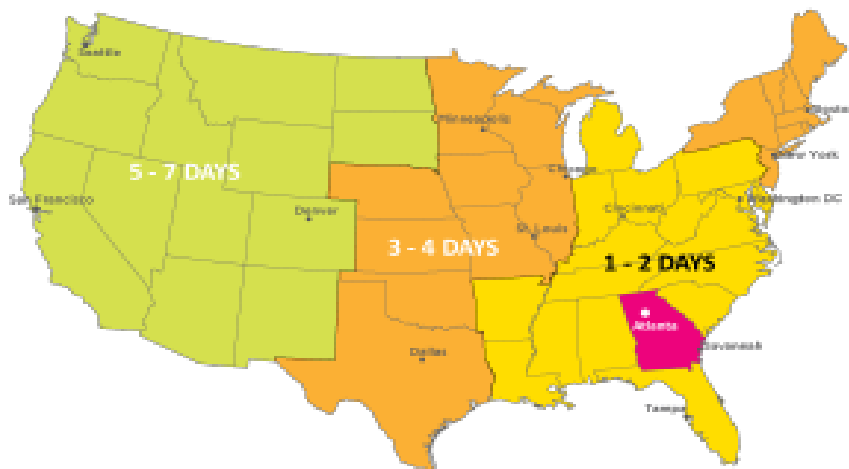 Seattle
Minneapolis
Boston
New York
Chicago
5 - 7 DAYS
San Francisco
Denver
Cincinnati
Washington DC
St. Louis
3 - 4 DAYS
1 - 2 DAYS
Atlanta
Savannah
Dallas
Tampa